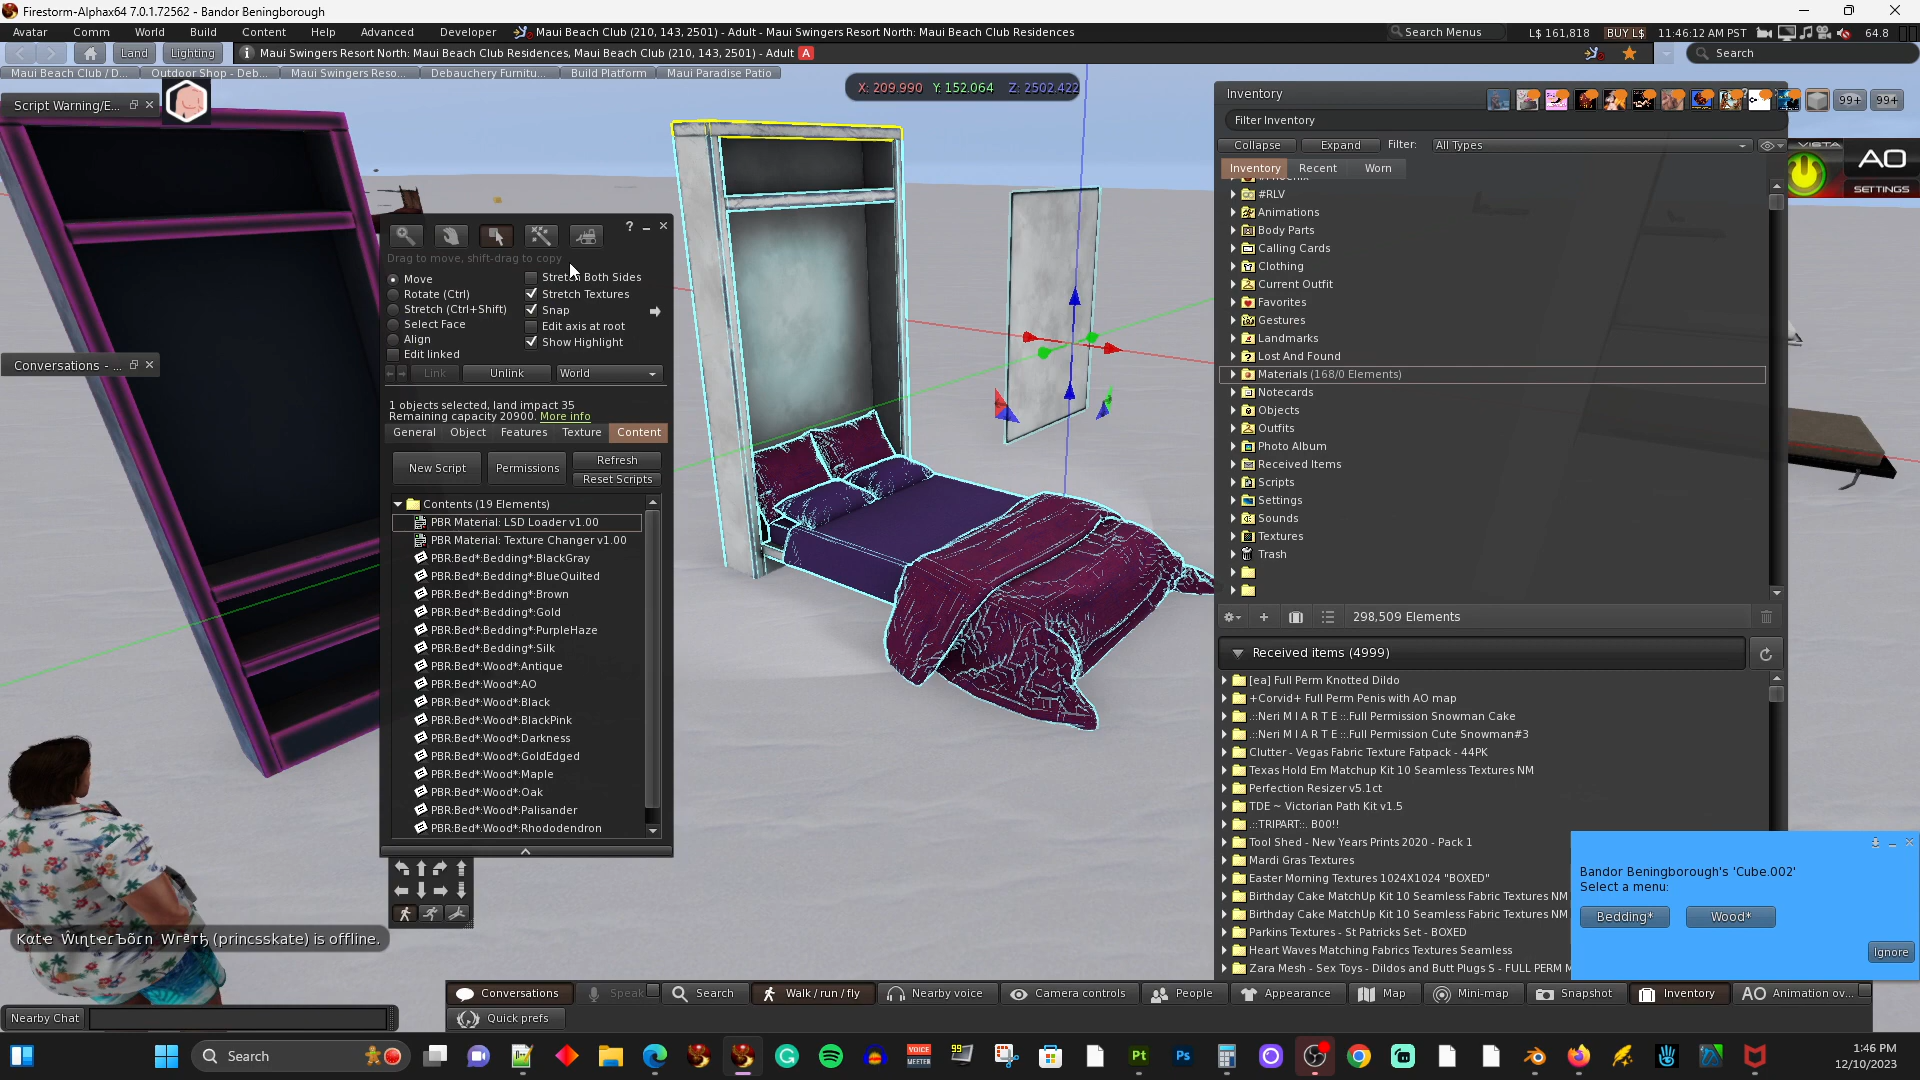 Firestorm-Alphax64 7.0.1.72562 - Bandor Beningborough
Avatar Comm World Build Content Help Advanced Developer Maui Beach Club (210, 143, 2501) - Adult - Maui Swingers Resort North: Maui Beach Club Residences Search Menus L$ 161,818 BUY L$ 11:46:12 AM PST 64.8
Land Lighting Maui Swingers Resort North: Maui Beach Club Residences, Maui Beach Club (210, 143, 2501) - Adult A Search
Maui Beach Club / D... Outdoor Shop - Deb... Maui Swingers Reso... Debauchery Furnitu... Build Platform Maui Paradise Patio
X: 209.990 Y: 152.064 Z: 2502.422
Script Warning/E...
Conversations - ...
Drag to move, shift-drag to copy
Move
Rotate (Ctrl)
Stretch (Ctrl+Shift)
Select Face
Align
Edit linked
Stretch Both Sides
Stretch Textures
Snap
Edit axis at root
Show Highlight
Link Unlink World
1 objects selected, land impact 35
Remaining capacity 20900. More info
General Object Features Texture Content
New Script Permissions Refresh
Reset Scripts
Contents (19 Elements)
PBR Material: LSD Loader v1.00
PBR Material: Texture Changer v1.00
PBR:Bed*:Bedding*:BlackGray
PBR:Bed*:Bedding*:BlueQuilted
PBR:Bed*:Bedding*:Brown
PBR:Bed*:Bedding*:Gold
PBR:Bed*:Bedding*:PurpleHaze
PBR:Bed*:Bedding*:Silk
PBR:Bed*:Wood*:Antique
PBR:Bed*:Wood*:AO
PBR:Bed*:Wood*:Black
PBR:Bed*:Wood*:BlackPink
PBR:Bed*:Wood*:Darkness
PBR:Bed*:Wood*:GoldEdged
PBR:Bed*:Wood*:Maple
PBR:Bed*:Wood*:Oak
PBR:Bed*:Wood*:Palisander
PBR:Bed*:Wood*:Rhododendron
Inventory
99+ 99+
Filter Inventory
Collapse Expand Filter: All Types
Inventory Recent Worn
#RLV
Animations
Body Parts
Calling Cards
Clothing
Current Outfit
Favorites
Gestures
Landmarks
Lost And Found
Materials (168/0 Elements)
Notecards
Objects
Outfits
Photo Album
Received Items
Scripts
Settings
Sounds
Textures
Trash
298,509 Elements
Received items (4999)
[ea] Full Perm Knotted Dildo
+Corvid+ Full Perm Penis with AO map
.::Neri M I A R T E ::.Full Permission Snowman Cake
.::Neri M I A R T E ::.Full Permission Cute Snowman#3
Clutter - Vegas Fabric Texture Fatpack - 44PK
Texas Hold Em Matchup Kit 10 Seamless Textures NM
Perfection Resizer v5.1ct
TDE ~ Victorian Path Kit v1.5
.::TRIPART::. BOO!!
Tool Shed - New Years Prints 2020 - Pack 1
Mardi Gras Textures
Easter Morning Textures 1024X1024 "BOXED"
Birthday Cake MatchUp Kit 10 Seamless Fabric Textures NM
Birthday Cake MatchUp Kit 10 Seamless Fabric Textures NM
Parkins Textures - St Patricks Set - BOXED
Heart Waves Matching Fabrics Textures Seamless
Zara Mesh - Sex Toys - Dildos and Butt Plugs S - FULL PERM
VISTA
AO
SETTINGS
Bandor Beningborough's 'Cube.002'
Select a menu:
Bedding* Wood*
Ignore
(princsskate) is offline.
Conversations Speak Search Walk / run / fly Nearby voice Camera controls People Appearance Map Mini-map Snapshot Inventory AO Animation ov...
Nearby Chat Quick prefs
Search
VOICE MEETER
99
Pt
Ps
1:46 PM
12/10/2023